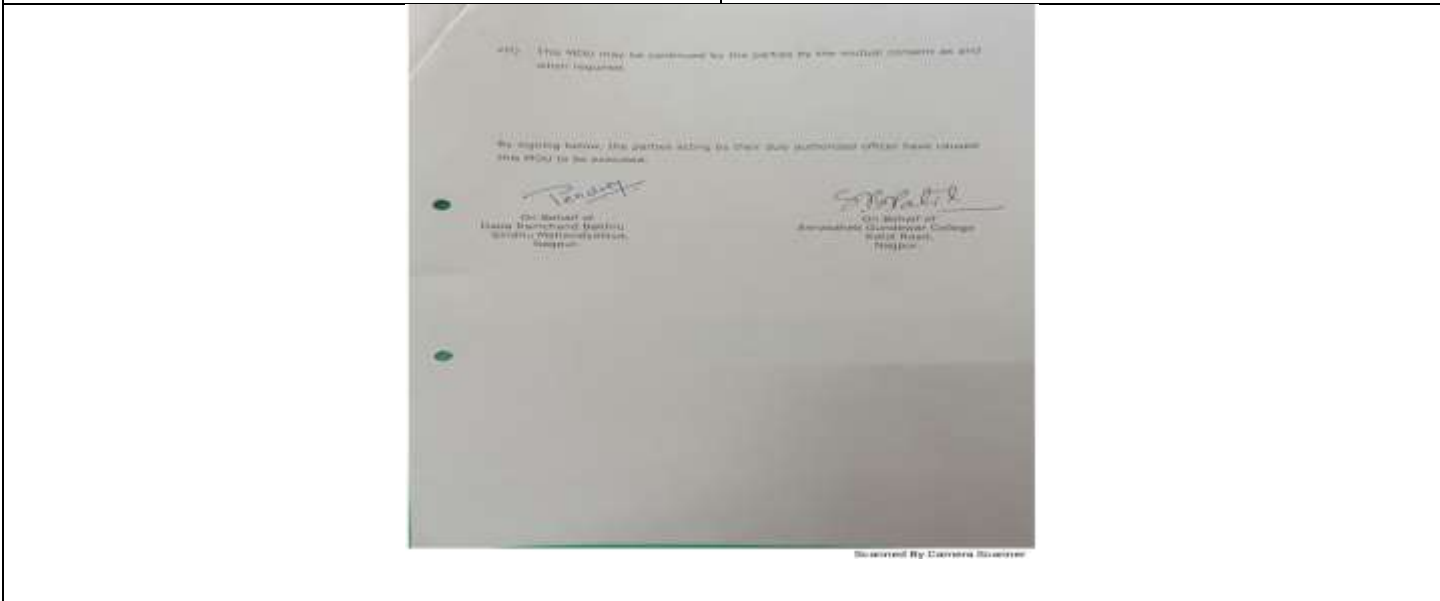 This MOU may be continued by the parties by the mutual consent as and
when required.
By signing below, the parties acting by their duly authorized officer have caused
this MOU to be executed.
On Behalf of
Dada Ramchand Bakhru
Sindhu Mahavidyalaya,
Nagpur.
SBPatil
On Behalf of
Annasaheb Gundewar College
Katol Road,
Nagpur.
Scanned By Camera Scanner